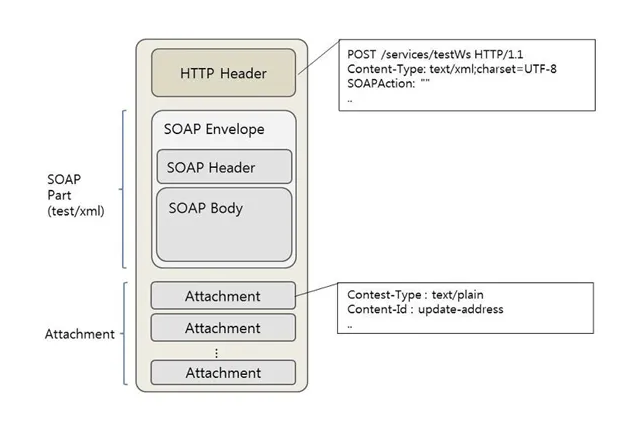 HTTP Header
POST /services/testWs HTTP/1.1
Content-Type: text/xml;charset=UTF-8
SOAPAction: ""
..
SOAP Envelope
SOAP Header
SOAP Body
SOAP
Part
(test/xml)
Attachment
Attachment
Attachment
Attachment
Contest-Type : text/plain
Content-Id : update-address
..